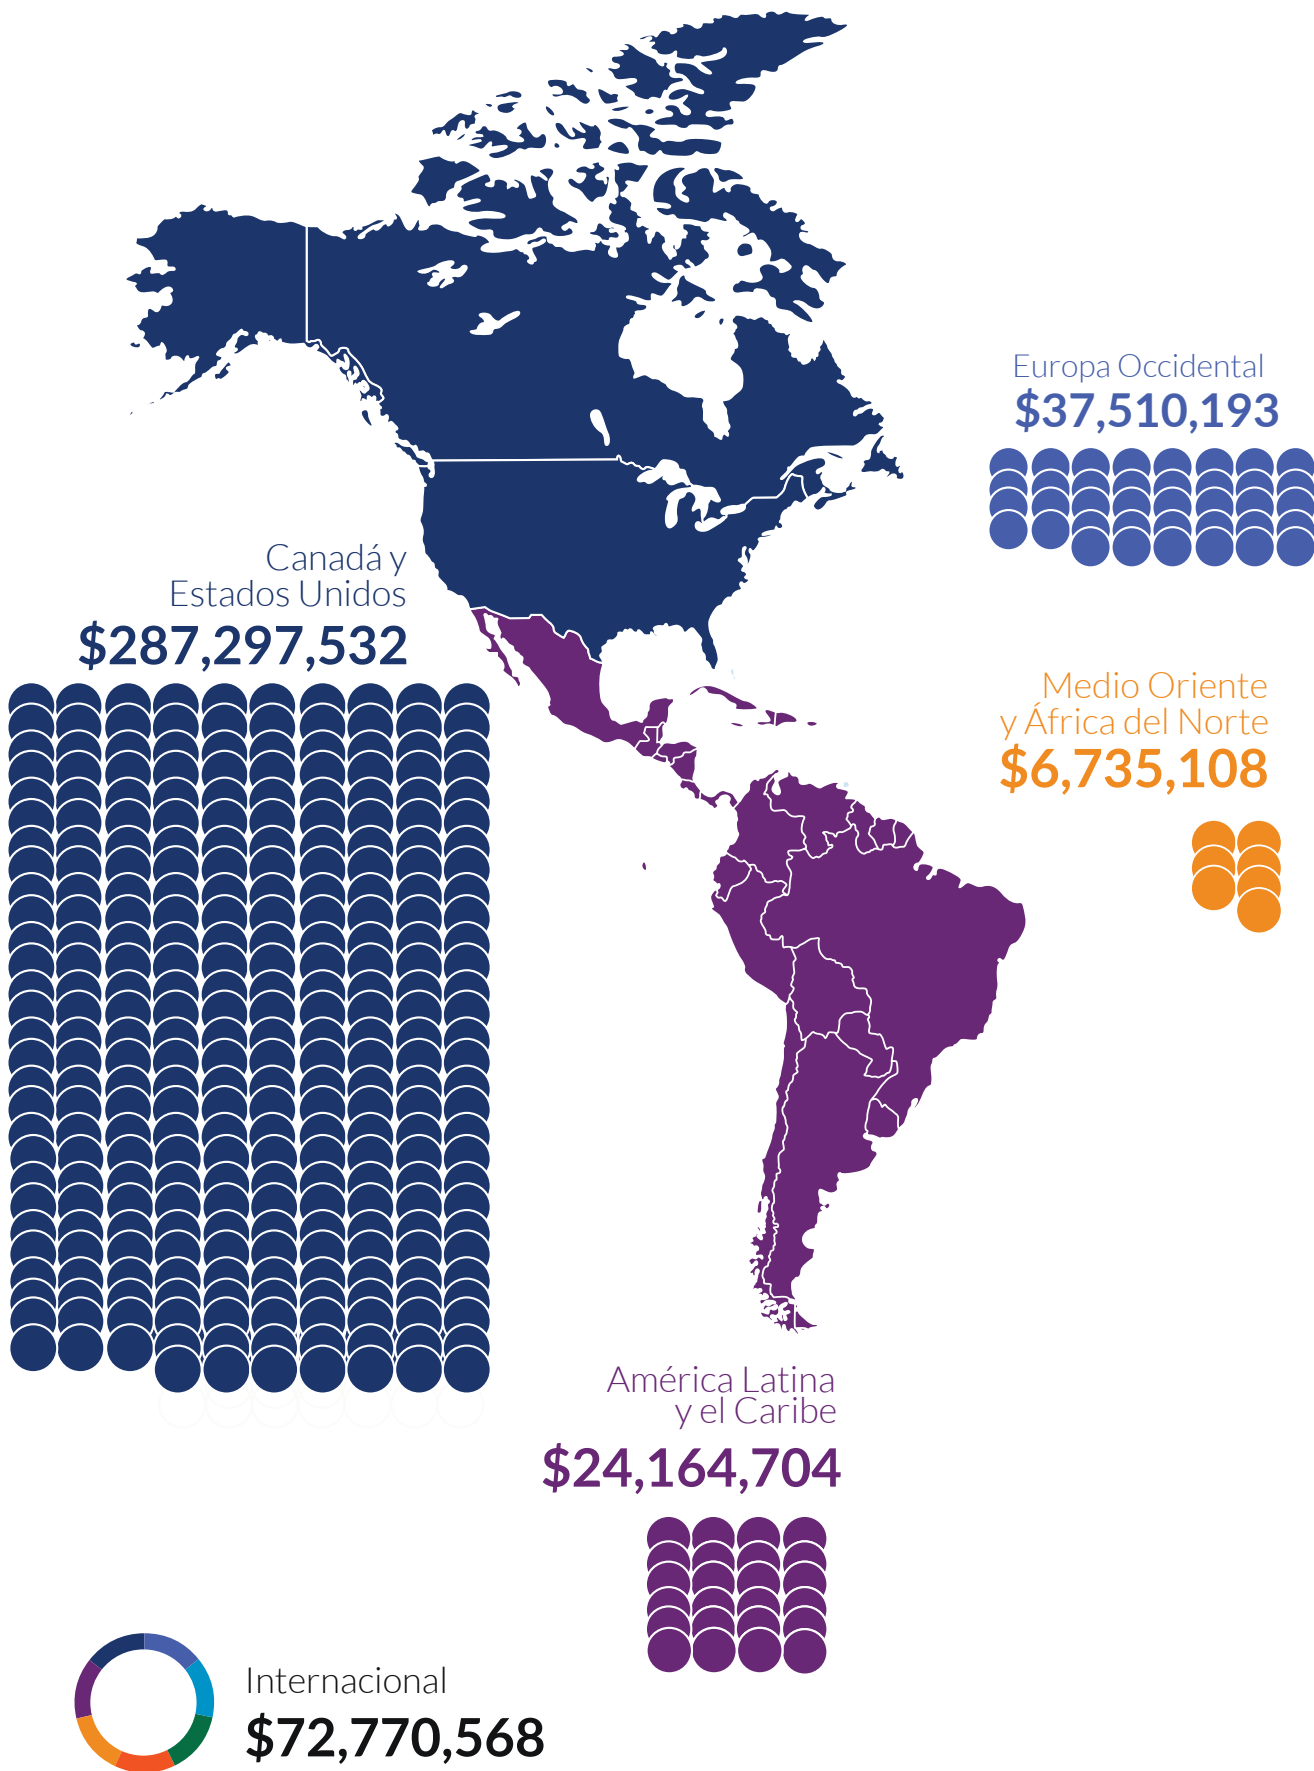 Europa Occidental
$37,510,193
Canadá y
Estados Unidos
$287,297,532
Medio Oriente
y África del Norte
$6,735,108
América Latina
y el Caribe
$24,164,704
Internacional
$72,770,568